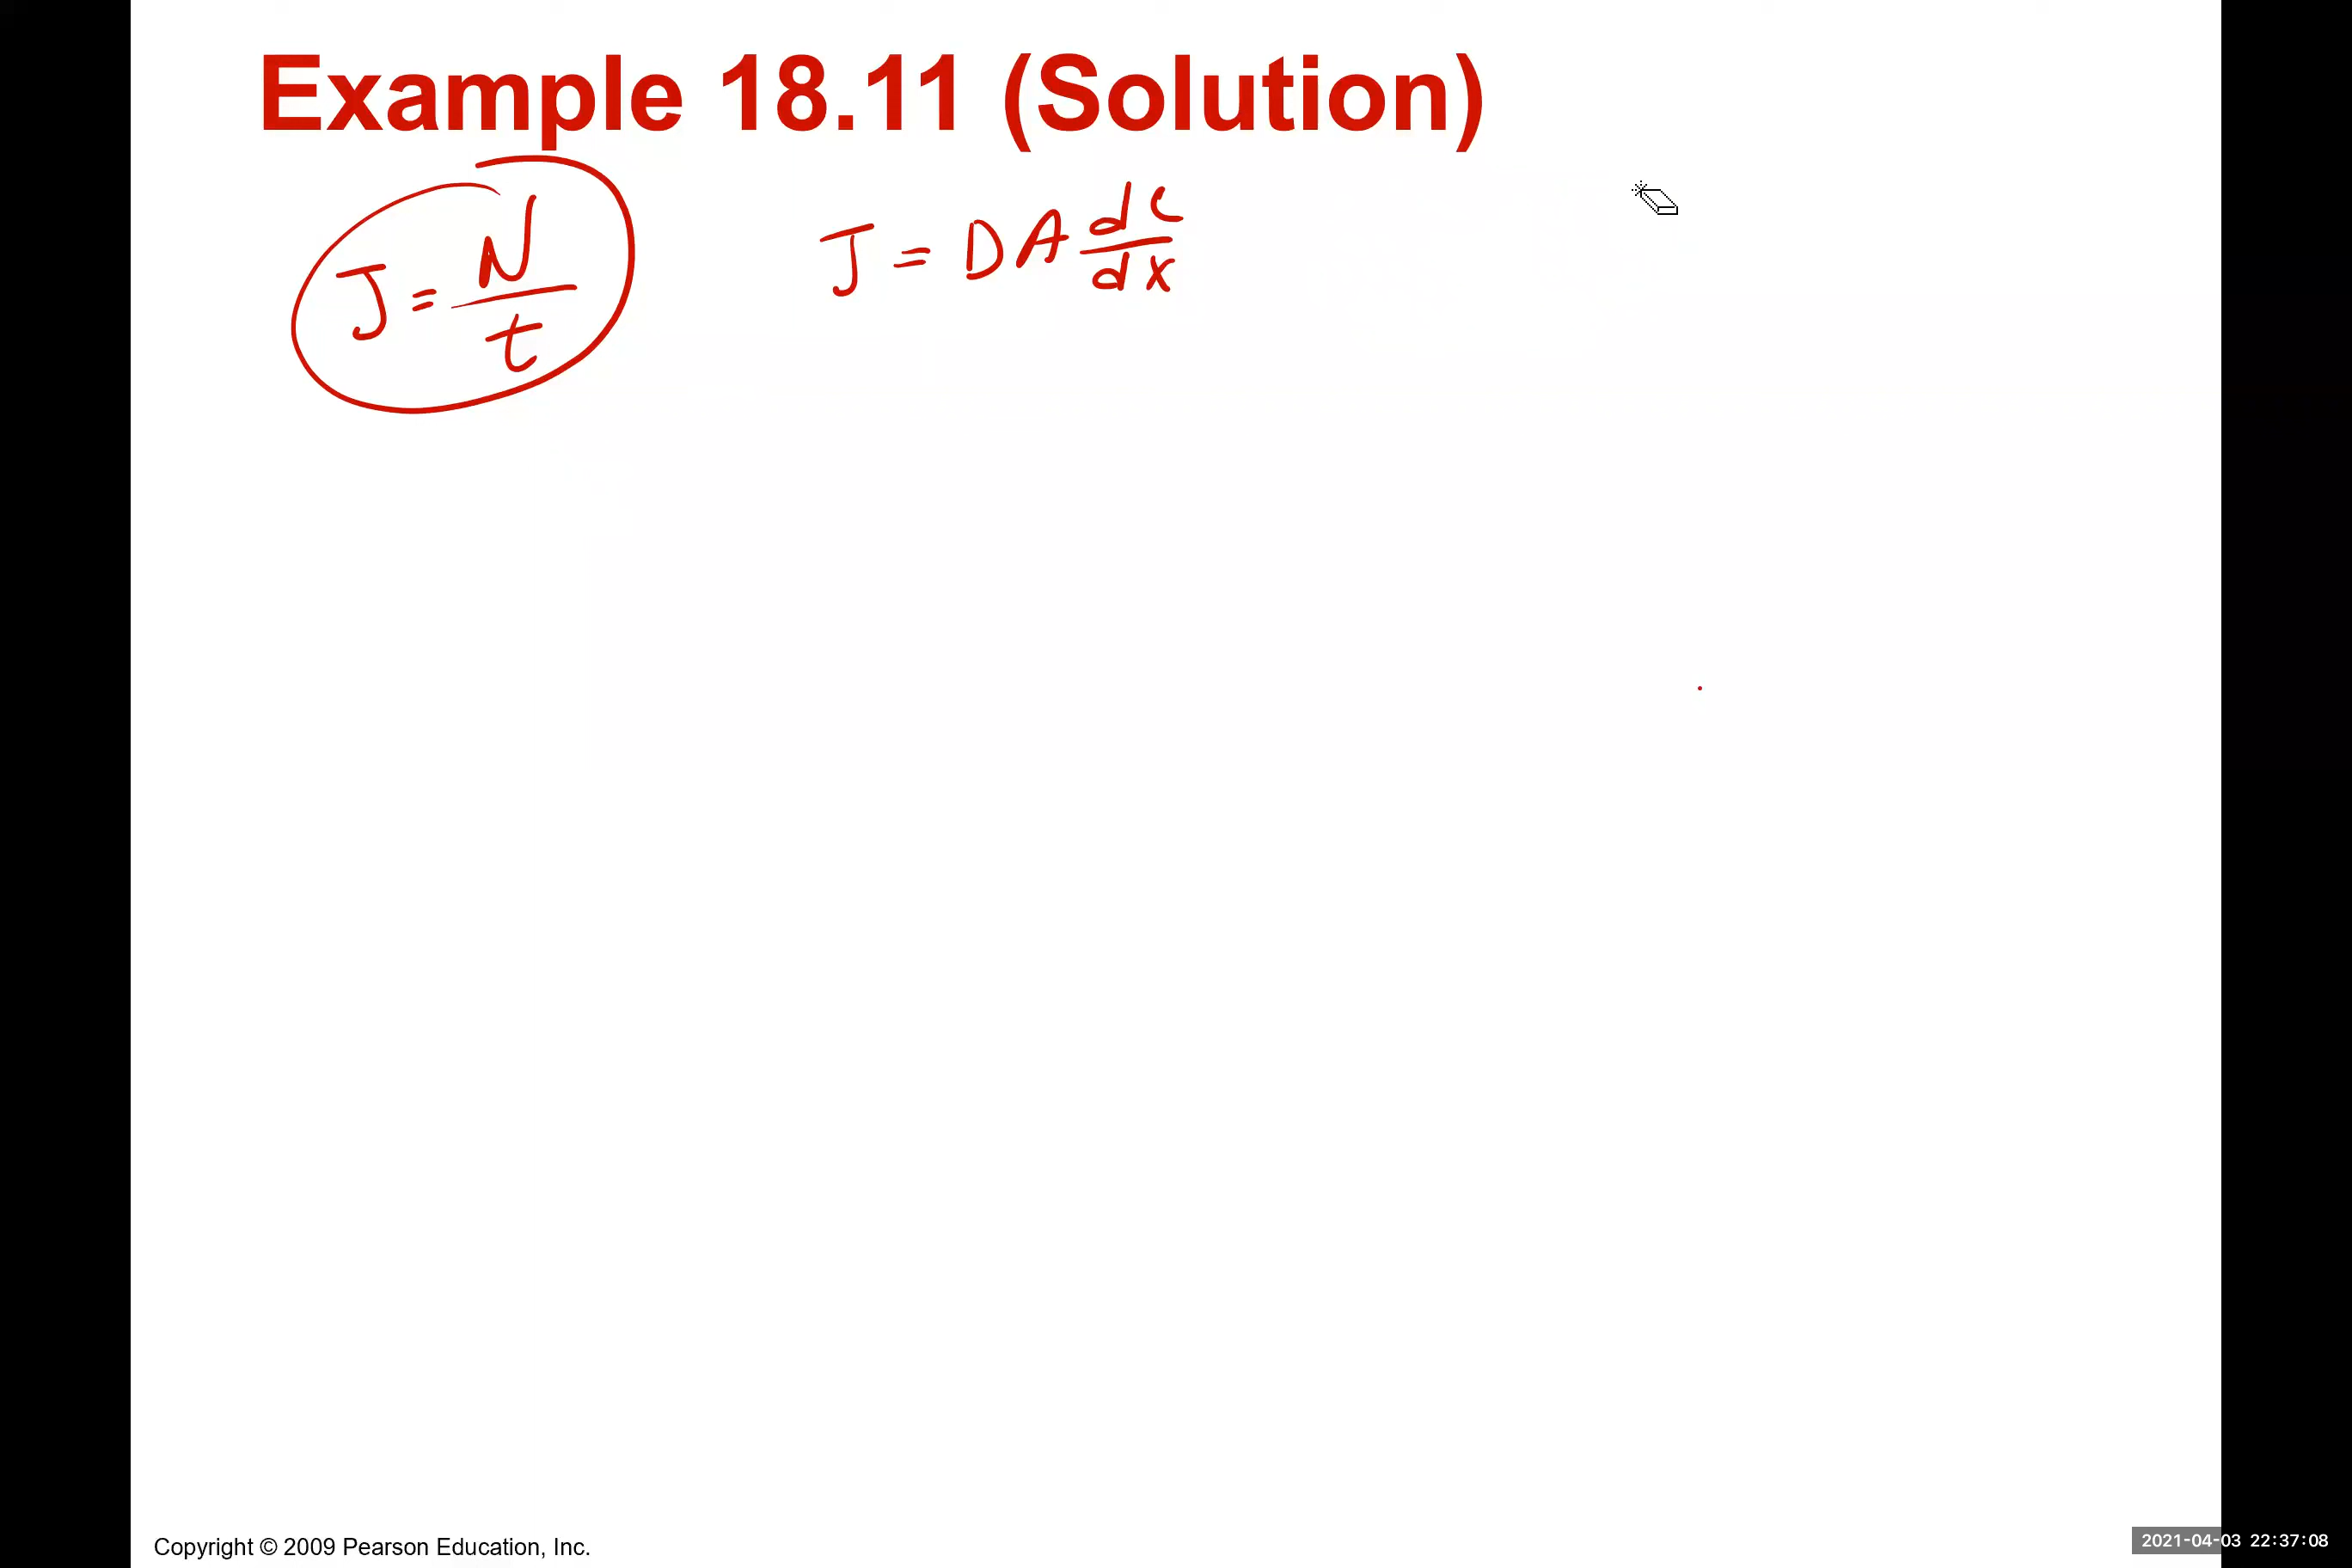 Example 18.11 (Solution)
J = N/t
J = DA dC/dx
Copyright © 2009 Pearson Education, Inc.
2021-04-03 22:37:08